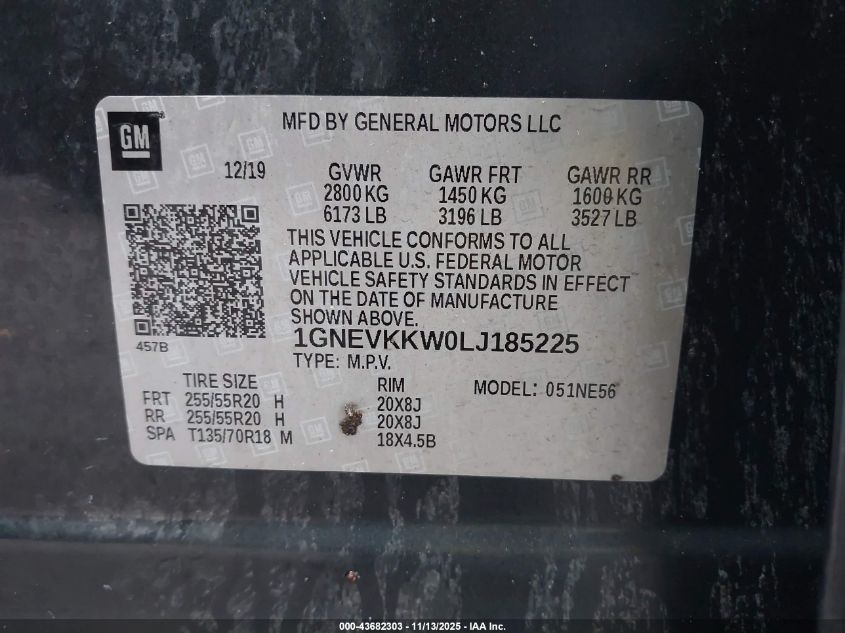 GM
MFD BY GENERAL MOTORS LLC
12/19 GVWR GAWR FRT GAWR RR
2800 KG 1450 KG 1600 KG
6173 LB 3196 LB 3527 LB
THIS VEHICLE CONFORMS TO ALL
APPLICABLE U.S. FEDERAL MOTOR
VEHICLE SAFETY STANDARDS IN EFFECT
ON THE DATE OF MANUFACTURE
SHOWN ABOVE.
457B
1GNEVKKW0LJ185225
TYPE: M.P.V.
TIRE SIZE RIM MODEL: 051NE56
FRT 255/55R20 H 20X8J
RR 255/55R20 H 20X8J
SPA T135/70R18 M 18X4.5B
000-43682303 - 11/13/2025 - IAA Inc.